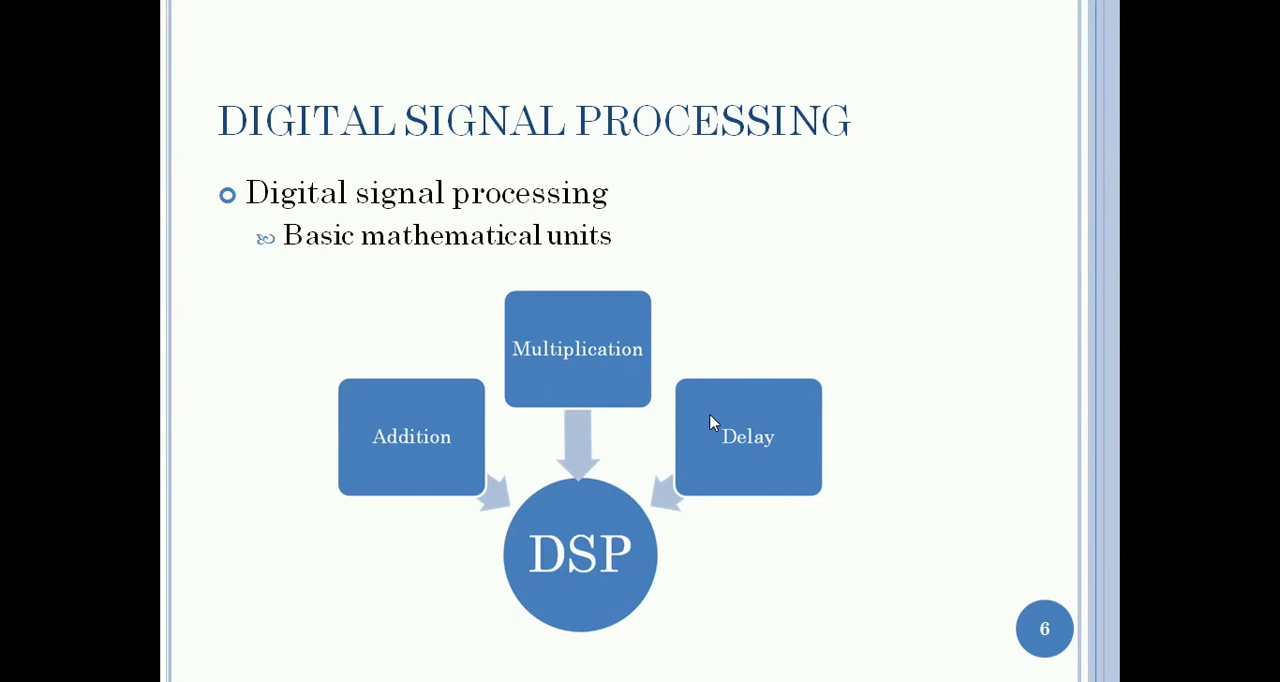 DIGITAL SIGNAL PROCESSING
Digital signal processing
Basic mathematical units
Multiplication
Addition
Delay
DSP
6